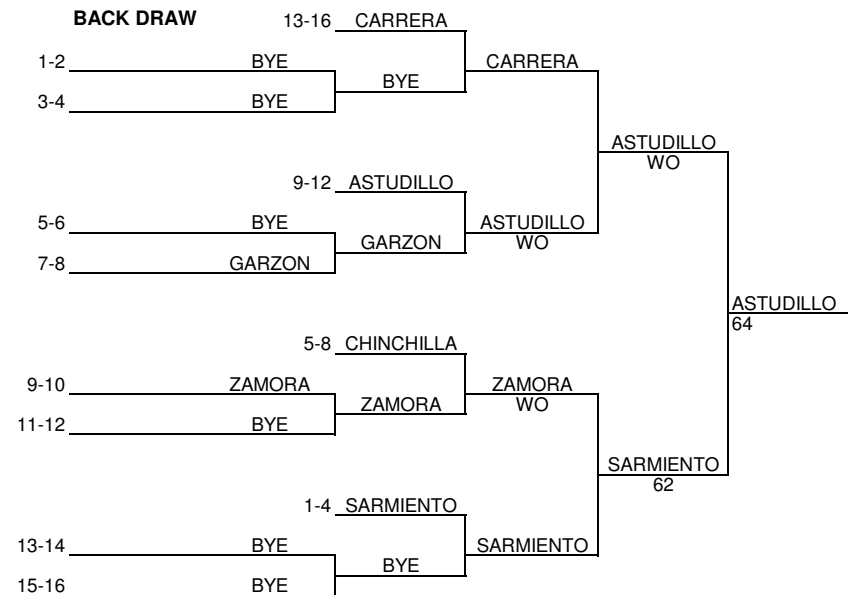 BACK DRAW
13-16 CARRERA
1-2 BYE CARRERA
BYE
3-4 BYE
ASTUDILLO
WO
9-12 ASTUDILLO
5-6 BYE ASTUDILLO
GARZON WO
7-8 GARZON
ASTUDILLO
64
5-8 CHINCHILLA
9-10 ZAMORA ZAMORA
ZAMORA WO
11-12 BYE
SARMIENTO
62
1-4 SARMIENTO
13-14 BYE SARMIENTO
BYE
15-16 BYE